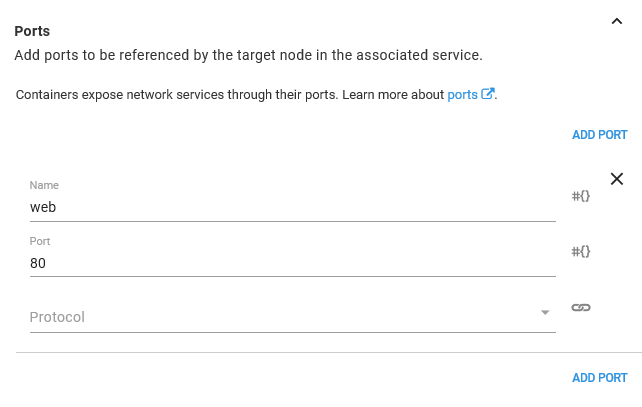 Ports
Add ports to be referenced by the target node in the associated service.
Containers expose network services through their ports. Learn more about ports.
ADD PORT
Name
web
#{}
Port
80
#{}
Protocol
ADD PORT